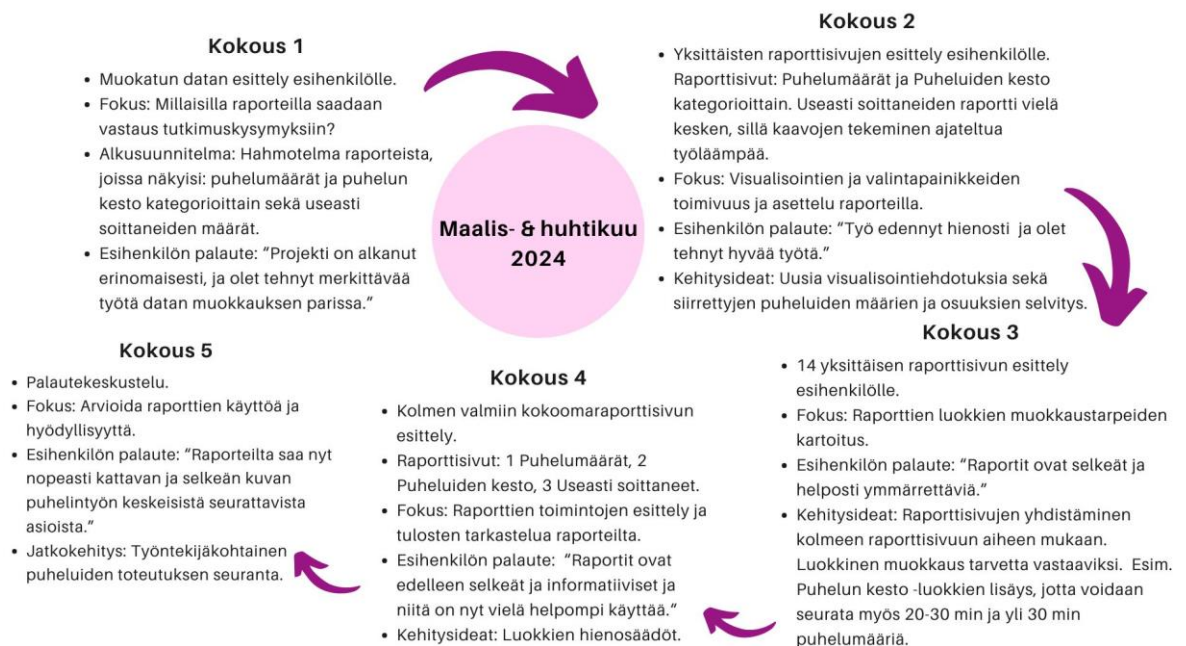 Kokous 1
• Muokatun datan esittely esihenkilölle.
• Fokus: Millaisilla raporteilla saadaan
vastaus tutkimuskysymyksiin?
• Alkusuunnitelma: Hahmotelma raporteista,
joissa näkyisi: puhelumäärät ja puhelun
kesto kategorioittain sekä useasti
soittaneiden määrät.
• Esihenkilön palaute: “Projekti on alkanut
erinomaisesti, ja olet tehnyt merkittävää
työtä datan muokkauksen parissa.”
Maalis- & huhtikuu
2024
Kokous 2
• Yksittäisten raporttisivujen esittely esihenkilölle.
Raporttisivut: Puhelumäärät ja Puheluiden kesto
kategorioittain. Useasti soittaneiden raportti vielä
kesken, sillä kaavojen tekeminen ajateltua
työläämpää.
• Fokus: Visualisointien ja valintapainikkeiden
toimivuus ja asettelu raporteilla.
• Esihenkilön palaute: “Työ edennyt hienosti ja olet
tehnyt hyvää työtä.”
• Kehitysideat: Uusia visualisointiehdotuksia sekä
siirrettyjen puheluiden määrien ja osuuksien selvitys.
Kokous 3
• 14 yksittäisen raporttisivun esittely
esihenkilölle.
• Fokus: Raporttien luokkien muokkaustarpeiden
kartoitus.
• Esihenkilön palaute: “Raportit ovat selkeät ja
helposti ymmärrettäviä.”
• Kehitysideat: Raporttisivujen yhdistäminen
kolmeen raporttisivuun aiheen mukaan.
Luokkinen muokkaus tarvetta vastaaviksi. Esim.
Puhelun kesto -luokkien lisäys, jotta voidaan
seurata myös 20-30 min ja yli 30 min
puhelumääriä.
Kokous 4
• Kolmen valmiin kokoomaraporttisivun
esittely.
• Raporttisivut: 1 Puhelumäärät, 2
Puheluiden kesto, 3 Useasti soittaneet.
• Fokus: Raporttien toimintojen esittely ja
tulosten tarkastelua raporteilta.
• Esihenkilön palaute: “Raportit ovat
edelleen selkeät ja informatiiviset ja
niitä on nyt vielä helpompi käyttää.”
• Kehitysideat: Luokkien hienosäädöt.
Kokous 5
• Palautekeskustelu.
• Fokus: Arvioida raporttien käyttöä ja
hyödyllisyyttä.
• Esihenkilön palaute: “Raporteilta saa nyt
nopeasti kattavan ja selkeän kuvan
puhelintyön keskeisistä seurattavista
asioista.”
• Jatkokehitys: Työntekijäkohtainen
puheluiden toteutuksen seuranta.